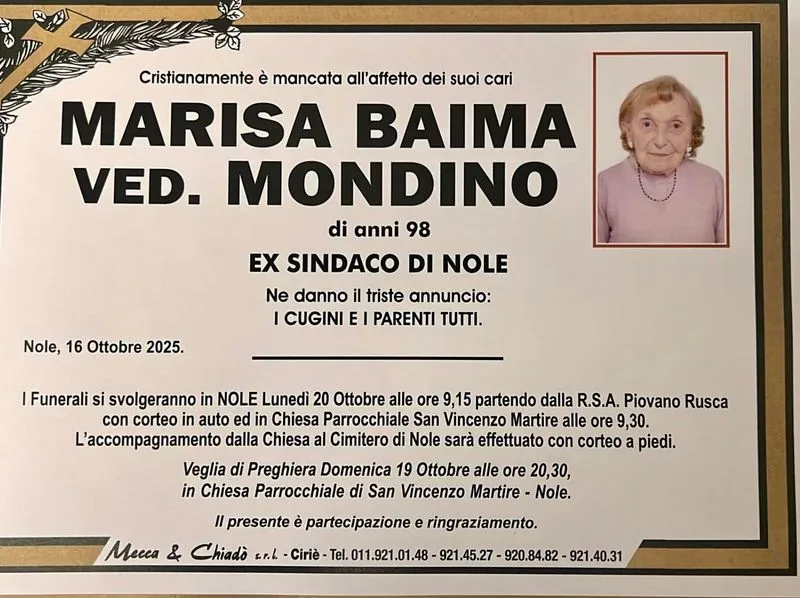 Cristianamente è mancata all'affetto dei suoi cari
MARISA BAIMA
VED. MONDINO
di anni 98
EX SINDACO DI NOLE
Ne danno il triste annuncio:
I CUGINI E I PARENTI TUTTI.
Nole, 16 Ottobre 2025.
I Funerali si svolgeranno in NOLE Lunedì 20 Ottobre alle ore 9,15 partendo dalla R.S.A. Piovano Rusca
con corteo in auto ed in Chiesa Parrocchiale San Vincenzo Martire alle ore 9,30.
L'accompagnamento dalla Chiesa al Cimitero di Nole sarà effettuato con corteo a piedi.
Veglia di Preghiera Domenica 19 Ottobre alle ore 20,30,
in Chiesa Parrocchiale di San Vincenzo Martire - Nole.
Il presente è partecipazione e ringraziamento.
Mecca & Chiadò s.r.l. - Ciriè - Tel. 011.921.01.48 - 921.45.27 - 920.84.82 - 921.40.31